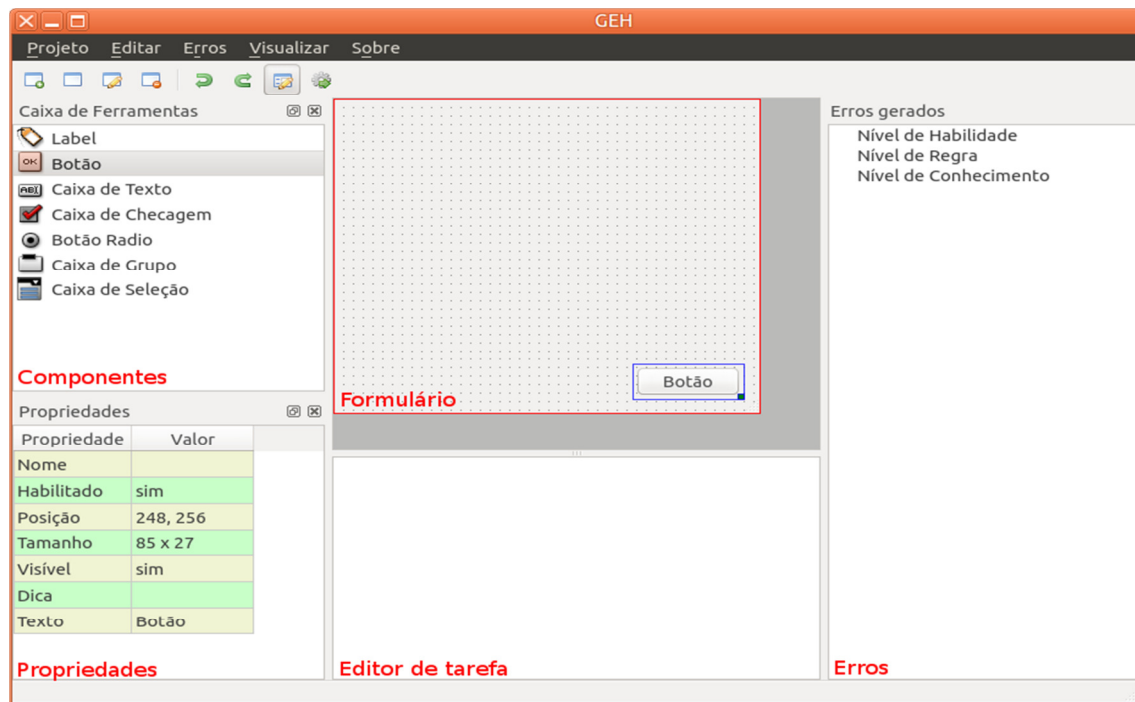 GEH
Projeto Editar Erros Visualizar Sobre
Caixa de Ferramentas
Label
OK Botão
ABI Caixa de Texto
Caixa de Checagem
Botão Radio
Caixa de Grupo
Caixa de Seleção
Componentes
Propriedades
Propriedade Valor
Nome
Habilitado sim
Posição 248, 256
Tamanho 85 x 27
Visível sim
Dica
Texto Botão
Propriedades
Botão
Formulário
Editor de tarefa
Erros gerados
Nível de Habilidade
Nível de Regra
Nível de Conhecimento
Erros